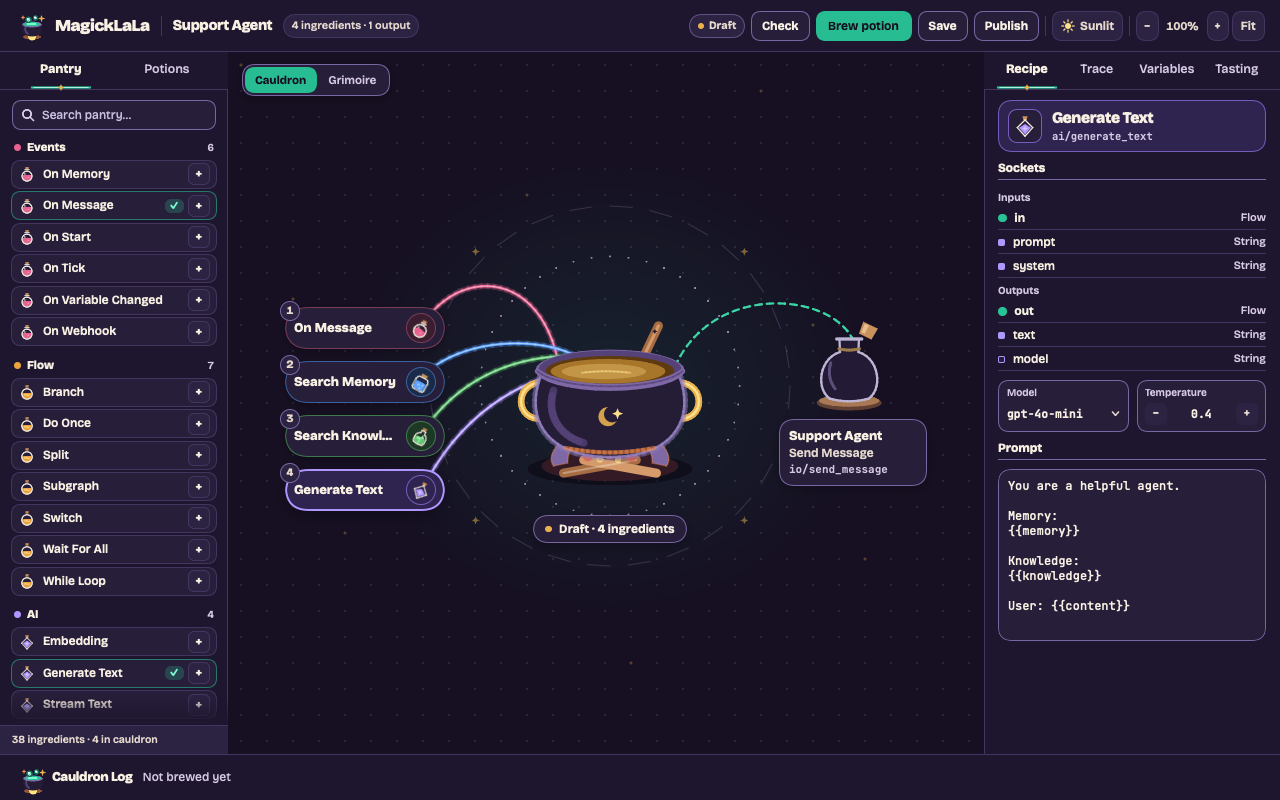 MagickLaLa
Support Agent
4 ingredients · 1 output
Draft
Check
Brew potion
Save
Publish
Sunlit
−
100%
+
Fit
Pantry
Potions
Search pantry...
Events
6
On Memory
+
On Message
+
On Start
+
On Tick
+
On Variable Changed
+
On Webhook
+
Flow
7
Branch
+
Do Once
+
Split
+
Subgraph
+
Switch
+
Wait For All
+
While Loop
+
AI
4
Embedding
+
Generate Text
+
Stream Text
+
38 ingredients · 4 in cauldron
Cauldron
Grimoire
1
On Message
2
Search Memory
3
Search Knowl...
4
Generate Text
Draft · 4 ingredients
Support Agent
Send Message
io/send_message
Recipe
Trace
Variables
Tasting
Generate Text
ai/generate_text
Sockets
Inputs
in
Flow
prompt
String
system
String
Outputs
out
Flow
text
String
model
String
Model
gpt-4o-mini
Temperature
−
0.4
+
Prompt
You are a helpful agent.
Memory:
{{memory}}
Knowledge:
{{knowledge}}
User: {{content}}
Cauldron Log
Not brewed yet